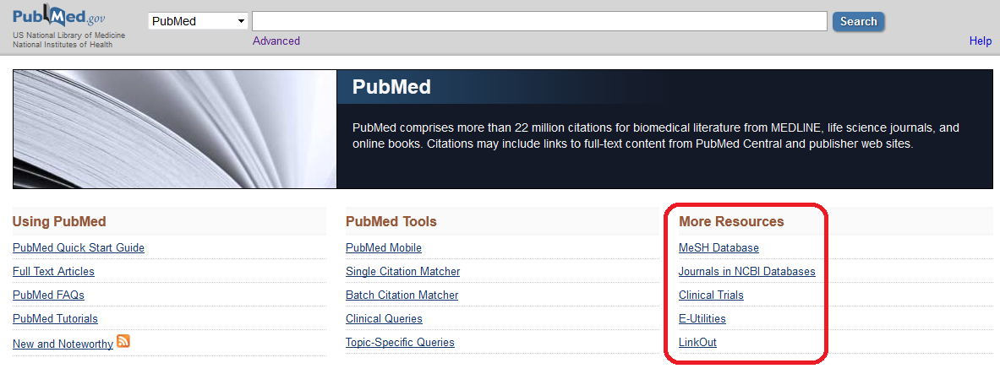 PubMed.gov
US National Library of Medicine
National Institutes of Health
PubMed
Search
Advanced
Help
PubMed
PubMed comprises more than 22 million citations for biomedical literature from MEDLINE, life science journals, and
online books. Citations may include links to full-text content from PubMed Central and publisher web sites.
Using PubMed
PubMed Quick Start Guide
Full Text Articles
PubMed FAQs
PubMed Tutorials
New and Noteworthy
PubMed Tools
PubMed Mobile
Single Citation Matcher
Batch Citation Matcher
Clinical Queries
Topic-Specific Queries
More Resources
MeSH Database
Journals in NCBI Databases
Clinical Trials
E-Utilities
LinkOut